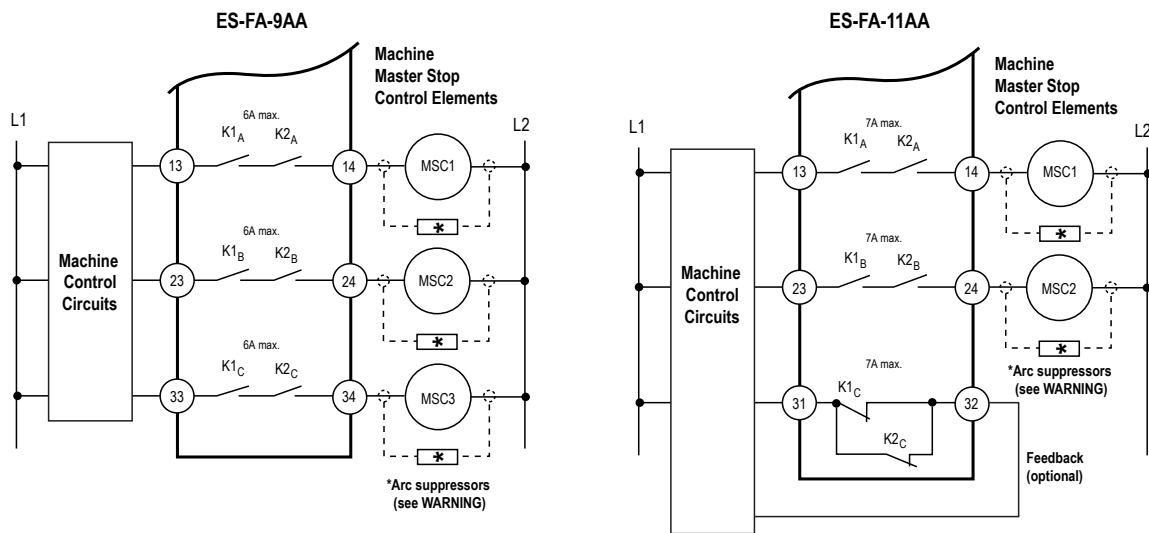 ES-FA-9AA
Machine
Master Stop
Control Elements
L1
L2
6A max.
K1A
K2A
13
14
MSC1
*
6A max.
K1B
K2B
23
24
MSC2
*
Machine
Control
Circuits
6A max.
K1C
K2C
33
34
MSC3
*
*Arc suppressors
(see WARNING)
ES-FA-11AA
Machine
Master Stop
Control Elements
L1
L2
7A max.
K1A
K2A
13
14
MSC1
*
7A max.
K1B
K2B
23
24
MSC2
*
Machine
Control
Circuits
*Arc suppressors
(see WARNING)
7A max.
K1C
31
32
K2C
Feedback
(optional)